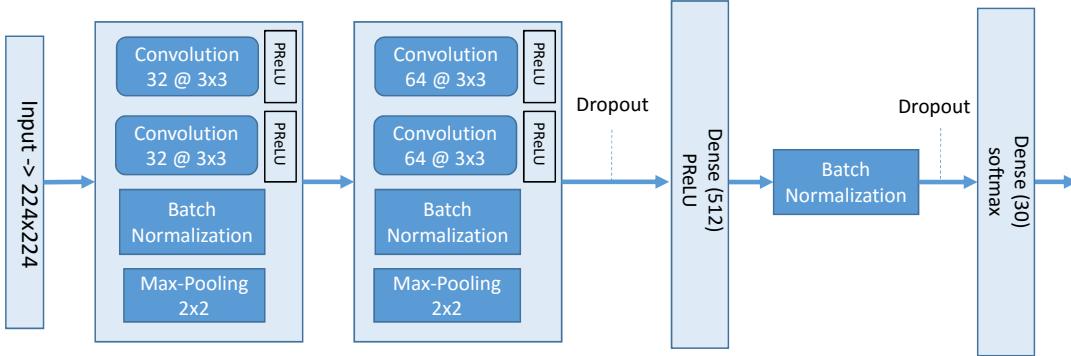 Input -> 224x224
Convolution
32 @ 3x3
PReLU
Convolution
32 @ 3x3
PReLU
Batch
Normalization
Max-Pooling
2x2
Convolution
64 @ 3x3
PReLU
Convolution
64 @ 3x3
PReLU
Batch
Normalization
Max-Pooling
2x2
Dropout
Dense (512)
PReLU
Batch
Normalization
Dropout
Dense (30)
softmax